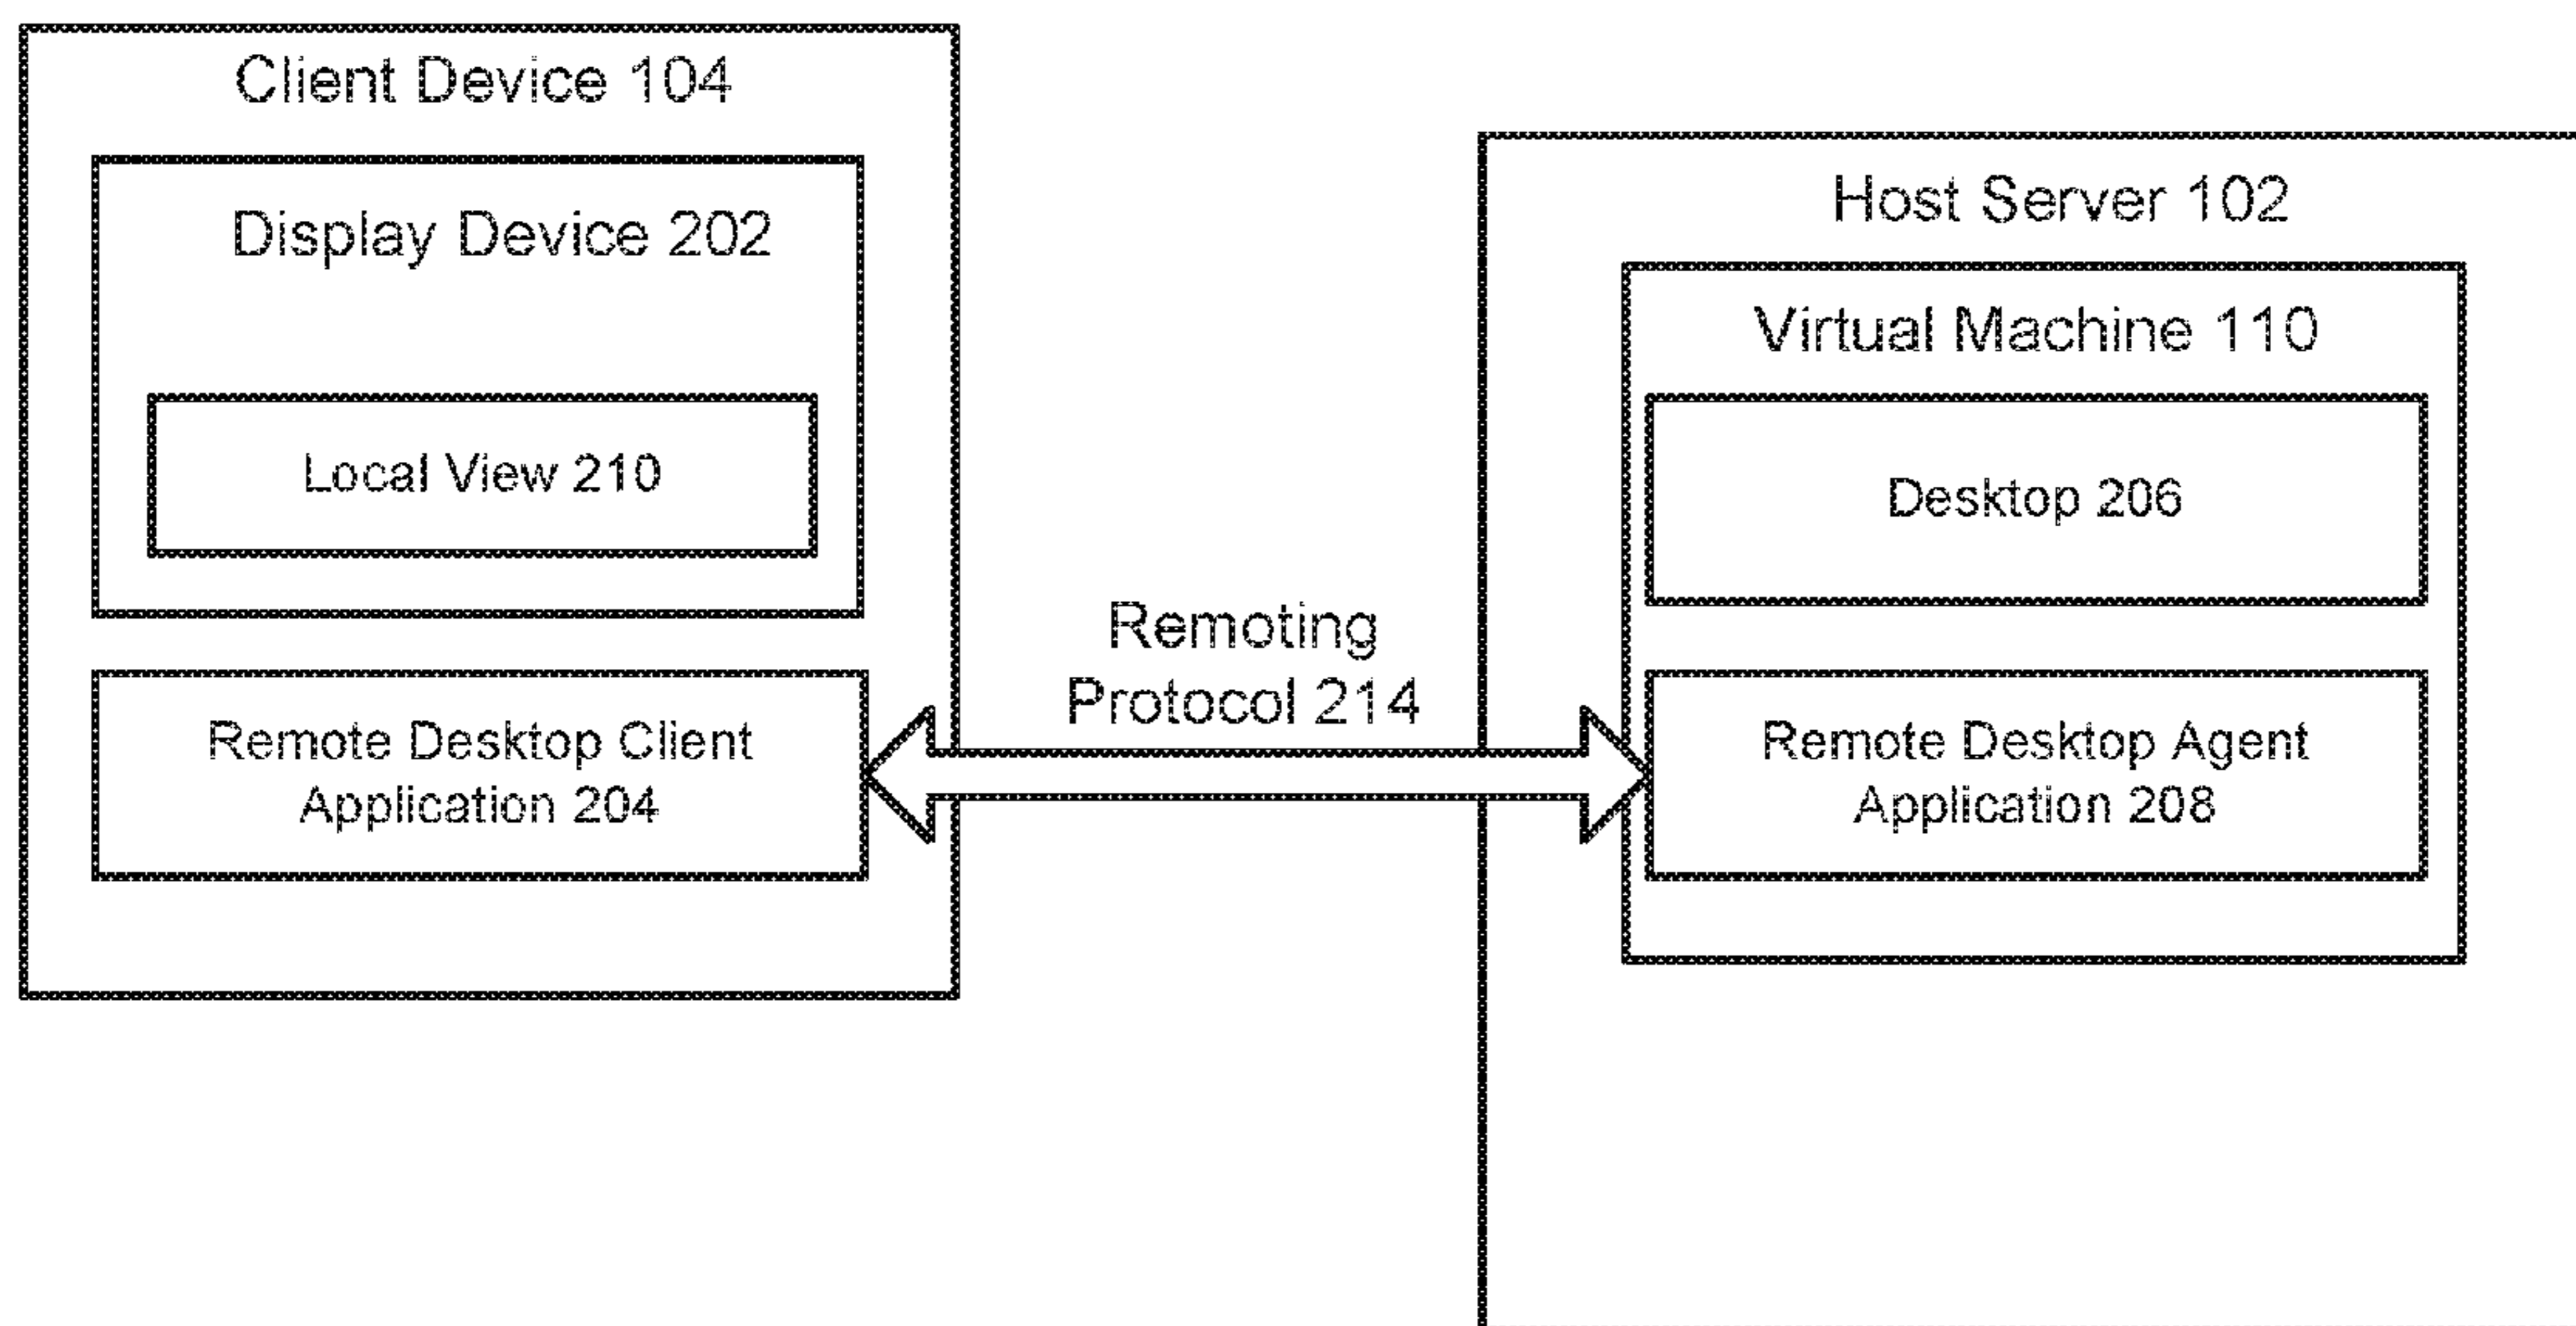 Client Device 104
Display Device 202
Local View 210
Remote Desktop Client
Application 204
Remoting
Protocol 214
Host Server 102
Virtual Machine 110
Desktop 206
Remote Desktop Agent
Application 208